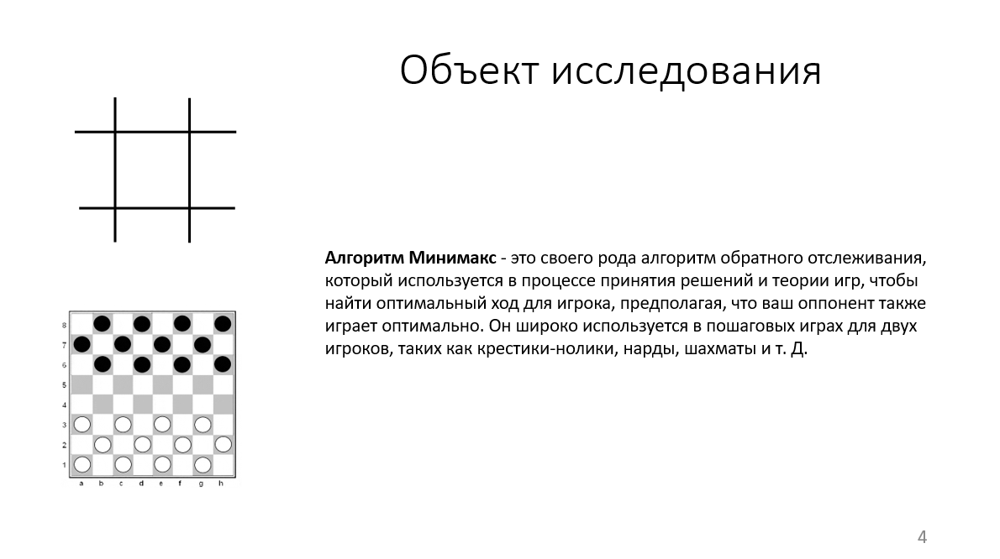 Объект исследования
Алгоритм Минимакс - это своего рода алгоритм обратного отслеживания,
который используется в процессе принятия решений и теории игр, чтобы
найти оптимальный ход для игрока, предполагая, что ваш оппонент также
играет оптимально. Он широко используется в пошаговых играх для двух
игроков, таких как крестики-нолики, нарды, шахматы и т. Д.
8
7
6
5
4
3
2
1
a b c d e f g h
4